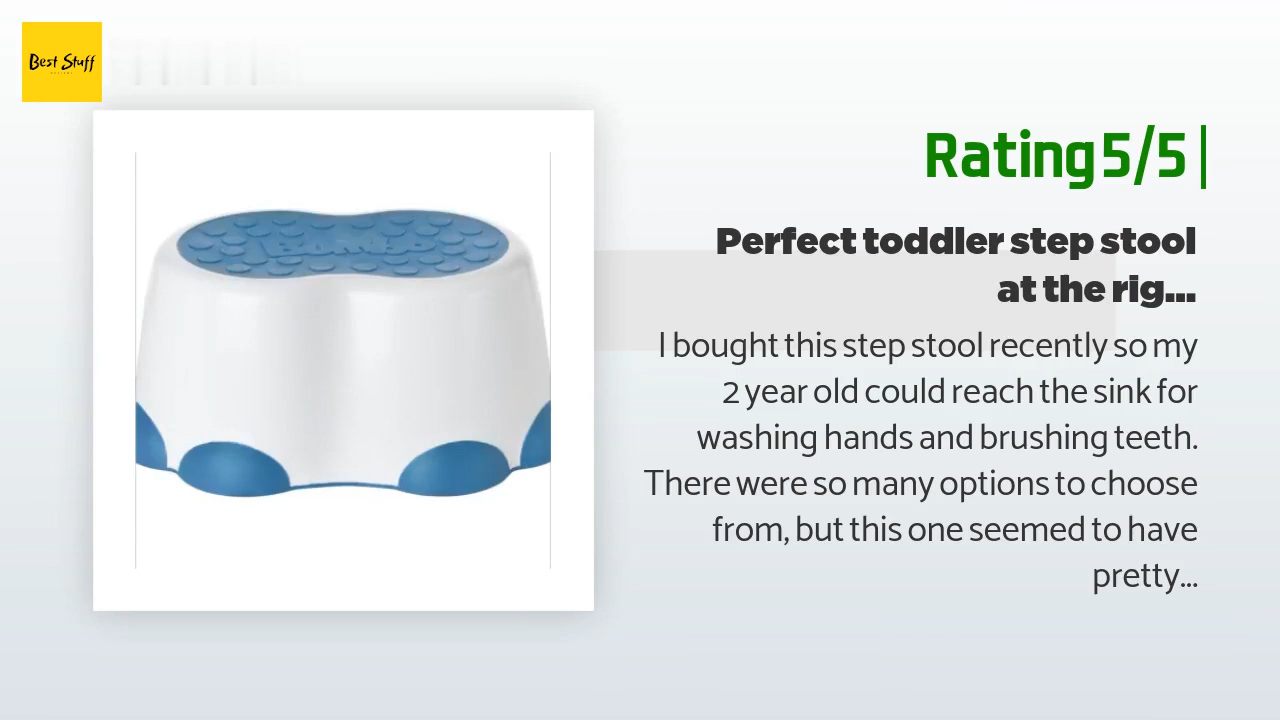 Best Stuff
Rating 5/5 |
Perfect toddler step stool
at the rig...
I bought this step stool recently so my
2 year old could reach the sink for
washing hands and brushing teeth.
There were so many options to choose
from, but this one seemed to have
pretty...